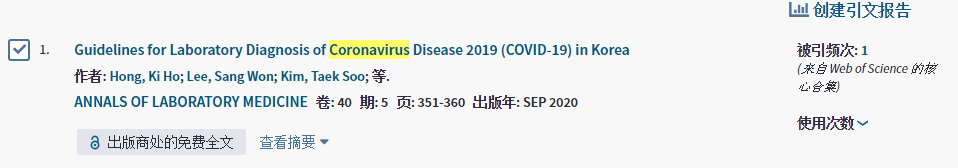 创建引文报告
1. Guidelines for Laboratory Diagnosis of Coronavirus Disease 2019 (COVID-19) in Korea
作者: Hong, Ki Ho; Lee, Sang Won; Kim, Taek Soo; 等.
ANNALS OF LABORATORY MEDICINE 卷: 40 期: 5 页: 351-360 出版年: SEP 2020
出版商处的免费全文 查看摘要
被引频次: 1
(来自 Web of Science 的核
心合集)
使用次数